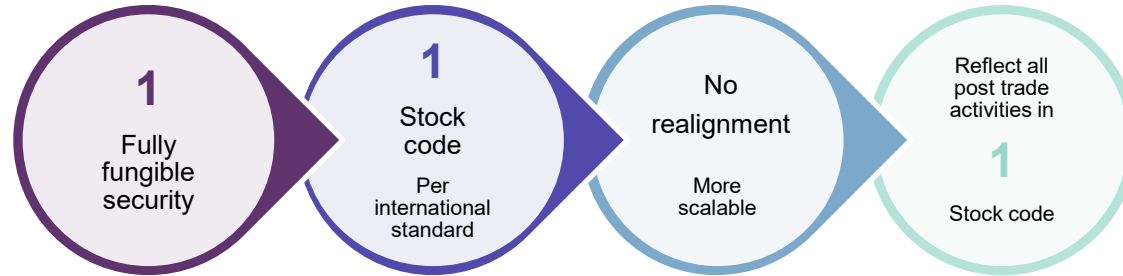 1
Fully
fungible
security
1
Stock
code
Per
international
standard
No
realignment
More
scalable
Reflect all
post trade
activities in
1
Stock code